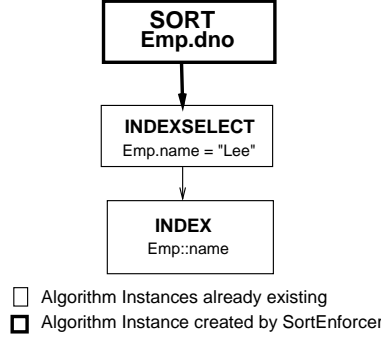 SORT
Emp.dno
INDEXSELECT
Emp.name = "Lee"
INDEX
Emp::name
Algorithm Instances already existing
Algorithm Instance created by SortEnforcer